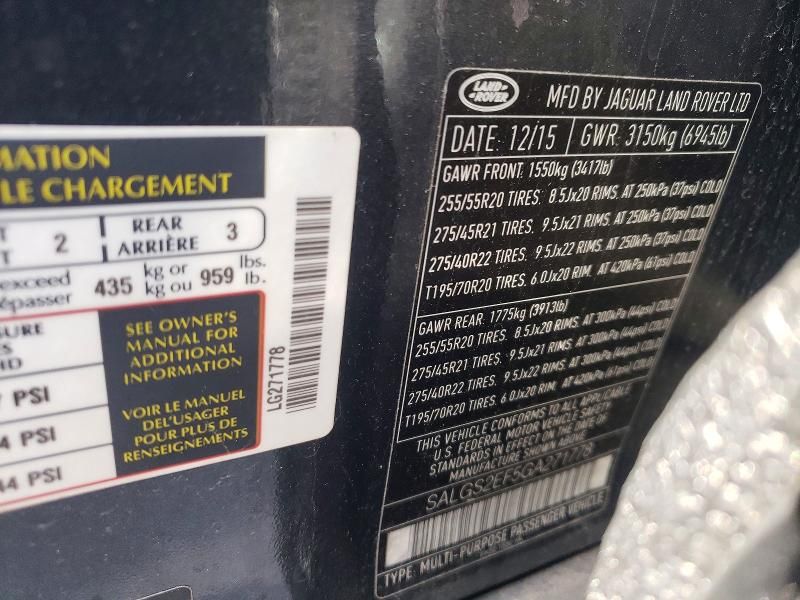 MATION
LE CHARGEMENT
2
REAR
ARRIÈRE
3
exceed
435
kg or
kg ou
959
lbs.
lb.
PSI
4 PSI
44 PSI
SEE OWNER'S
MANUAL FOR
ADDITIONAL
INFORMATION
VOIR LE MANUEL
DEL'USAGER
POUR PLUS DE
RENSEIGNEMENTS
LG271778
LAND
ROVER
MFD BY JAGUAR LAND ROVER LTD
DATE: 12/15
GWR: 3150kg (6945lb)
GAWR FRONT: 1550kg (3417lb)
255/55R20 TIRES: 8.5Jx20 RIMS. AT 250kPa (37psi) COLD
275/45R21 TIRES: 9.5Jx21 RIMS. AT 250kPa (37psi) COLD
275/40R22 TIRES: 9.5Jx22 RIMS. AT 250kPa (37psi) COLD
T195/70R20 TIRES: 6.0Jx20 RIM. AT 420kPa (61psi) COLD
GAWR REAR: 1775kg (3913lb)
255/55R20 TIRES: 8.5Jx20 RIMS. AT 300kPa (44psi) COLD
275/45R21 TIRES: 9.5Jx21 RIMS. AT 300kPa (44psi) COLD
275/40R22 TIRES: 9.5Jx22 RIMS. AT 300kPa (44psi) COLD
T195/70R20 TIRES: 6.0Jx20 RIM. AT 420kPa (61psi) COLD
THIS VEHICLE CONFORMS TO ALL APPLICABLE
U.S. FEDERAL MOTOR VEHICLE SAFETY
STANDARDS IN EFFECT ON THE DATE OF
MANUFACTURE SHOWN ABOVE.
SALGS2EF5GA271778
TYPE: MULTI-PURPOSE PASSENGER VEHICLE